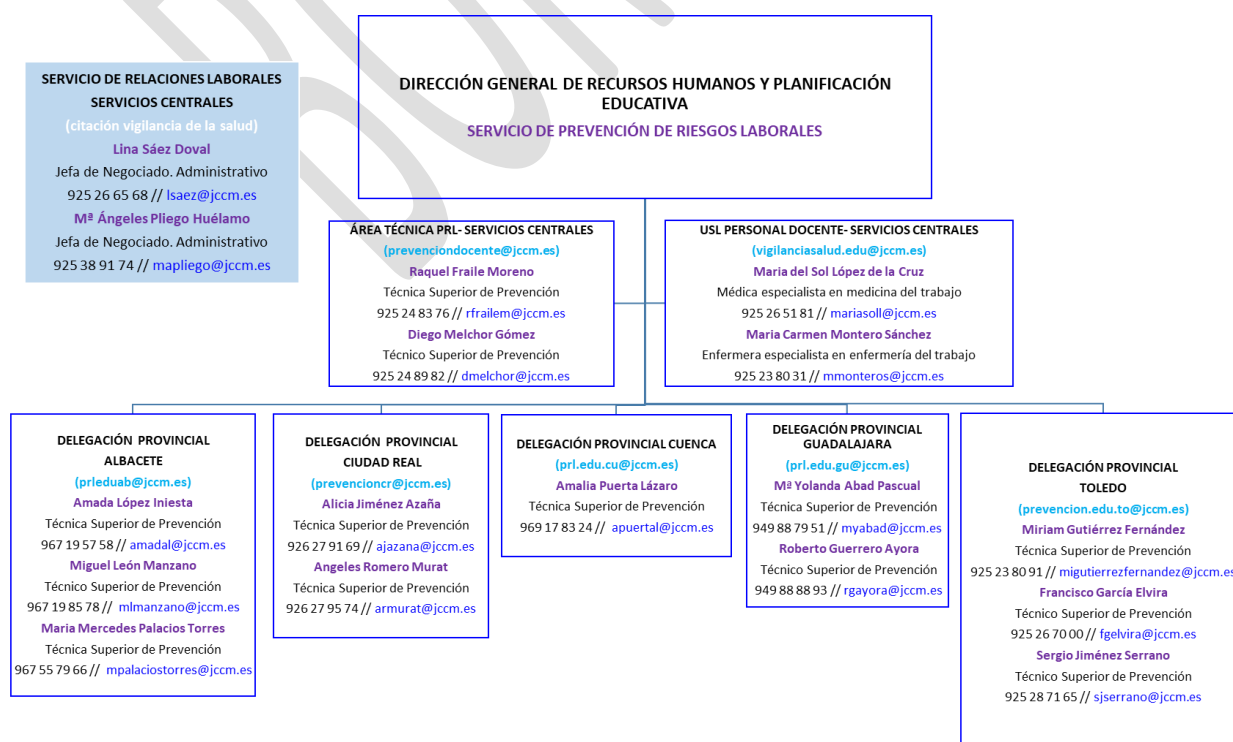 SERVICIO DE RELACIONES LABORALES
SERVICIOS CENTRALES
(citación vigilancia de la salud)
Lina Sáez Doval
Jefa de Negociado. Administrativo
925 26 65 68 // lsaez@jccm.es
Mª Ángeles Pliego Huélamo
Jefa de Negociado. Administrativo
925 38 91 74 // mapliego@jccm.es
DIRECCIÓN GENERAL DE RECURSOS HUMANOS Y PLANIFICACIÓN
EDUCATIVA
SERVICIO DE PREVENCIÓN DE RIESGOS LABORALES
ÁREA TÉCNICA PRL- SERVICIOS CENTRALES
(prevenciondocente@jccm.es)
Raquel Fraile Moreno
Técnica Superior de Prevención
925 24 83 76 // rfrailem@jccm.es
Diego Melchor Gómez
Técnico Superior de Prevención
925 24 89 82 // dmelchor@jccm.es
USL PERSONAL DOCENTE- SERVICIOS CENTRALES
(vigilanciasalud.edu@jccm.es)
Maria del Sol López de la Cruz
Médica especialista en medicina del trabajo
925 26 51 81 // mariasoll@jccm.es
Maria Carmen Montero Sánchez
Enfermera especialista en enfermería del trabajo
925 23 80 31 // mmonteros@jccm.es
DELEGACIÓN PROVINCIAL
ALBACETE
(prleduab@jccm.es)
Amada López Iniesta
Técnica Superior de Prevención
967 19 57 58 // amadal@jccm.es
Miguel León Manzano
Técnico Superior de Prevención
967 19 85 78 // mlmanzano@jccm.es
Maria Mercedes Palacios Torres
Técnica Superior de Prevención
967 55 79 66 // mpalaciostorres@jccm.es
DELEGACIÓN PROVINCIAL
CIUDAD REAL
(prevencioncr@jccm.es)
Alicia Jiménez Azaña
Técnica Superior de Prevención
926 27 91 69 // ajazana@jccm.es
Angeles Romero Murat
Técnica Superior de Prevención
926 27 95 74 // armurat@jccm.es
DELEGACIÓN PROVINCIAL CUENCA
(prl.edu.cu@jccm.es)
Amalia Puerta Lázaro
Técnica Superior de Prevención
969 17 83 24 // apuertal@jccm.es
DELEGACIÓN PROVINCIAL
GUADALAJARA
(prl.edu.gu@jccm.es)
Mª Yolanda Abad Pascual
Técnica Superior de Prevención
949 88 79 51 // myabad@jccm.es
Roberto Guerrero Ayora
Técnico Superior de Prevención
949 88 88 93 // rgayora@jccm.es
DELEGACIÓN PROVINCIAL
TOLEDO
(prevencion.edu.to@jccm.es)
Miriam Gutiérrez Fernández
Técnica Superior de Prevención
925 23 80 91 // migutierrezfernandez@jccm.es
Francisco García Elvira
Técnico Superior de Prevención
925 26 70 00 // fgelvira@jccm.es
Sergio Jiménez Serrano
Técnico Superior de Prevención
925 28 71 65 // sjserrano@jccm.es